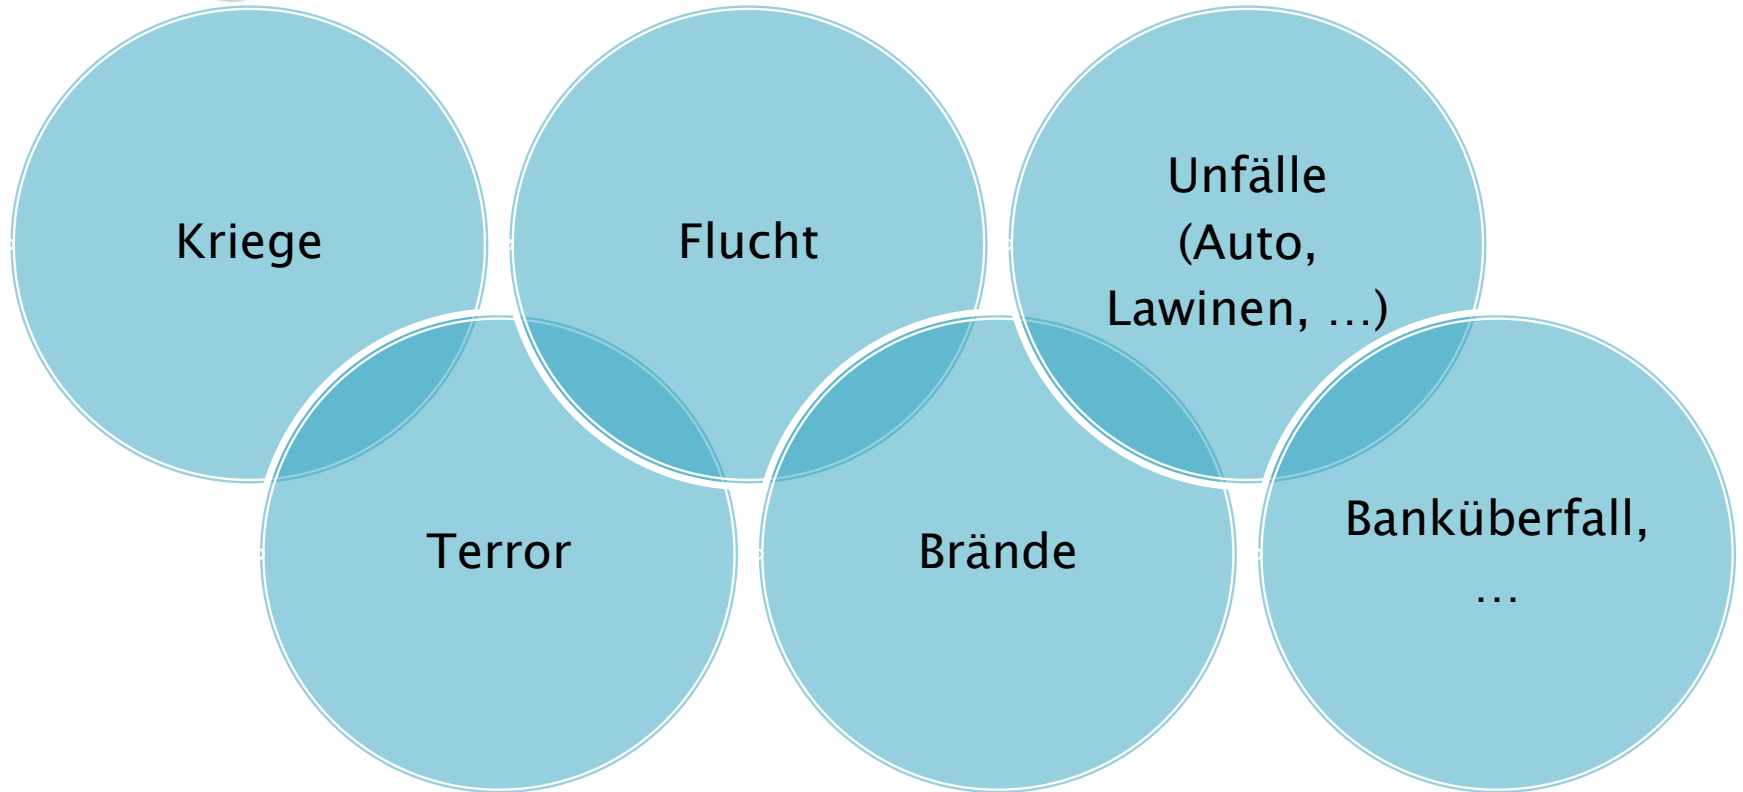 Kriege
Flucht
Unfälle
(Auto,
Lawinen, …)
Terror
Brände
Banküberfall,
…